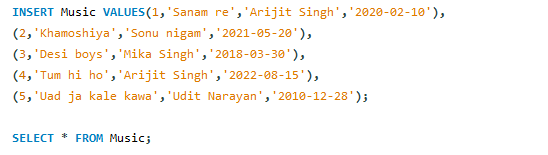 INSERT Music VALUES(1,'Sanam re','Arijit Singh','2020-02-10'),
(2,'Khamoshiya','Sonu nigam','2021-05-20'),
(3,'Desi boys','Mika Singh','2018-03-30'),
(4,'Tum hi ho','Arijit Singh','2022-08-15'),
(5,'Uad ja kale kawa','Udit Narayan','2010-12-28');
SELECT * FROM Music;